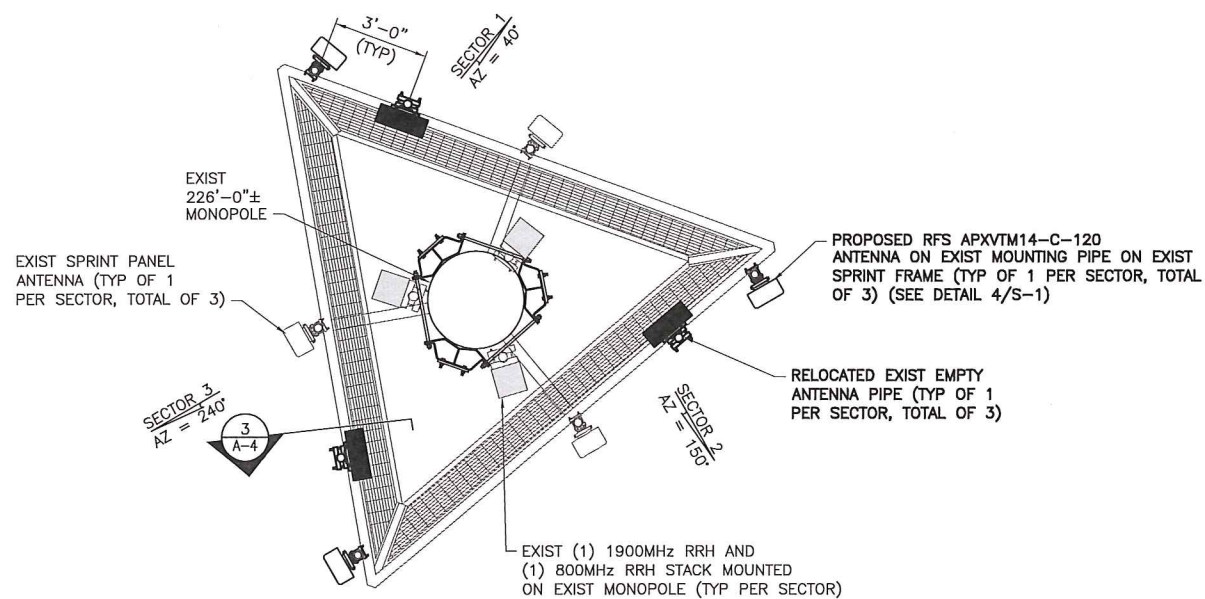 3'-0"
(TYP)
SECTOR 1
AZ = 40°
EXIST
226'-0"±
MONOPOLE
EXIST SPRINT PANEL
ANTENNA (TYP OF 1
PER SECTOR, TOTAL OF 3)
PROPOSED RFS APXVTM14-C-120
ANTENNA ON EXIST MOUNTING PIPE ON EXIST
SPRINT FRAME (TYP OF 1 PER SECTOR, TOTAL
OF 3) (SEE DETAIL 4/S-1)
RELOCATED EXIST EMPTY
ANTENNA PIPE (TYP OF 1
PER SECTOR, TOTAL OF 3)
SECTOR 3
AZ = 240°
3
A-4
SECTOR 2
AZ = 150°
EXIST (1) 1900MHz RRH AND
(1) 800MHz RRH STACK MOUNTED
ON EXIST MONOPOLE (TYP PER SECTOR)